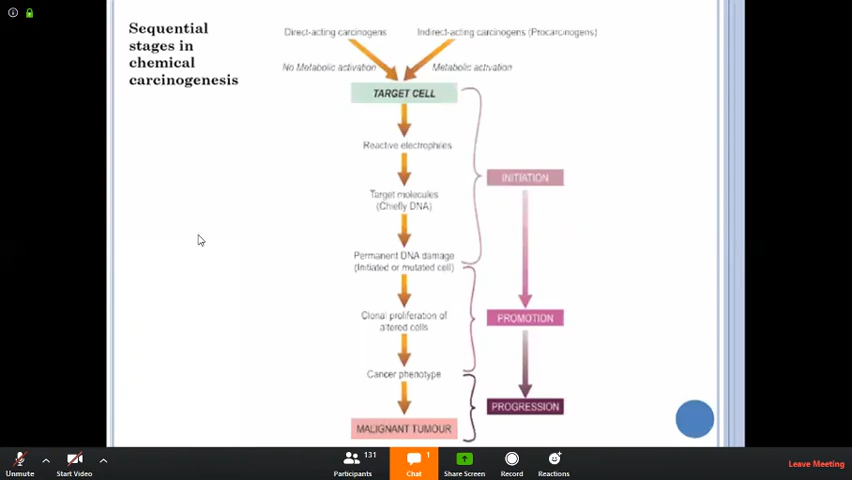 Sequential
stages in
chemical
carcinogenesis
Direct-acting carcinogens
Indirect-acting carcinogens (Procarcinogens)
No Metabolic activation
Metabolic activation
TARGET CELL
Reactive electrophiles
INITIATION
Target molecules
(Chiefly DNA)
Permanent DNA damage
(Initiated or mutated cell)
Clonal proliferation of
altered cells
PROMOTION
Cancer phenotype
PROGRESSION
MALIGNANT TUMOUR
Unmute
Start Video
131
Participants
1
Chat
Share Screen
Record
Reactions
Leave Meeting